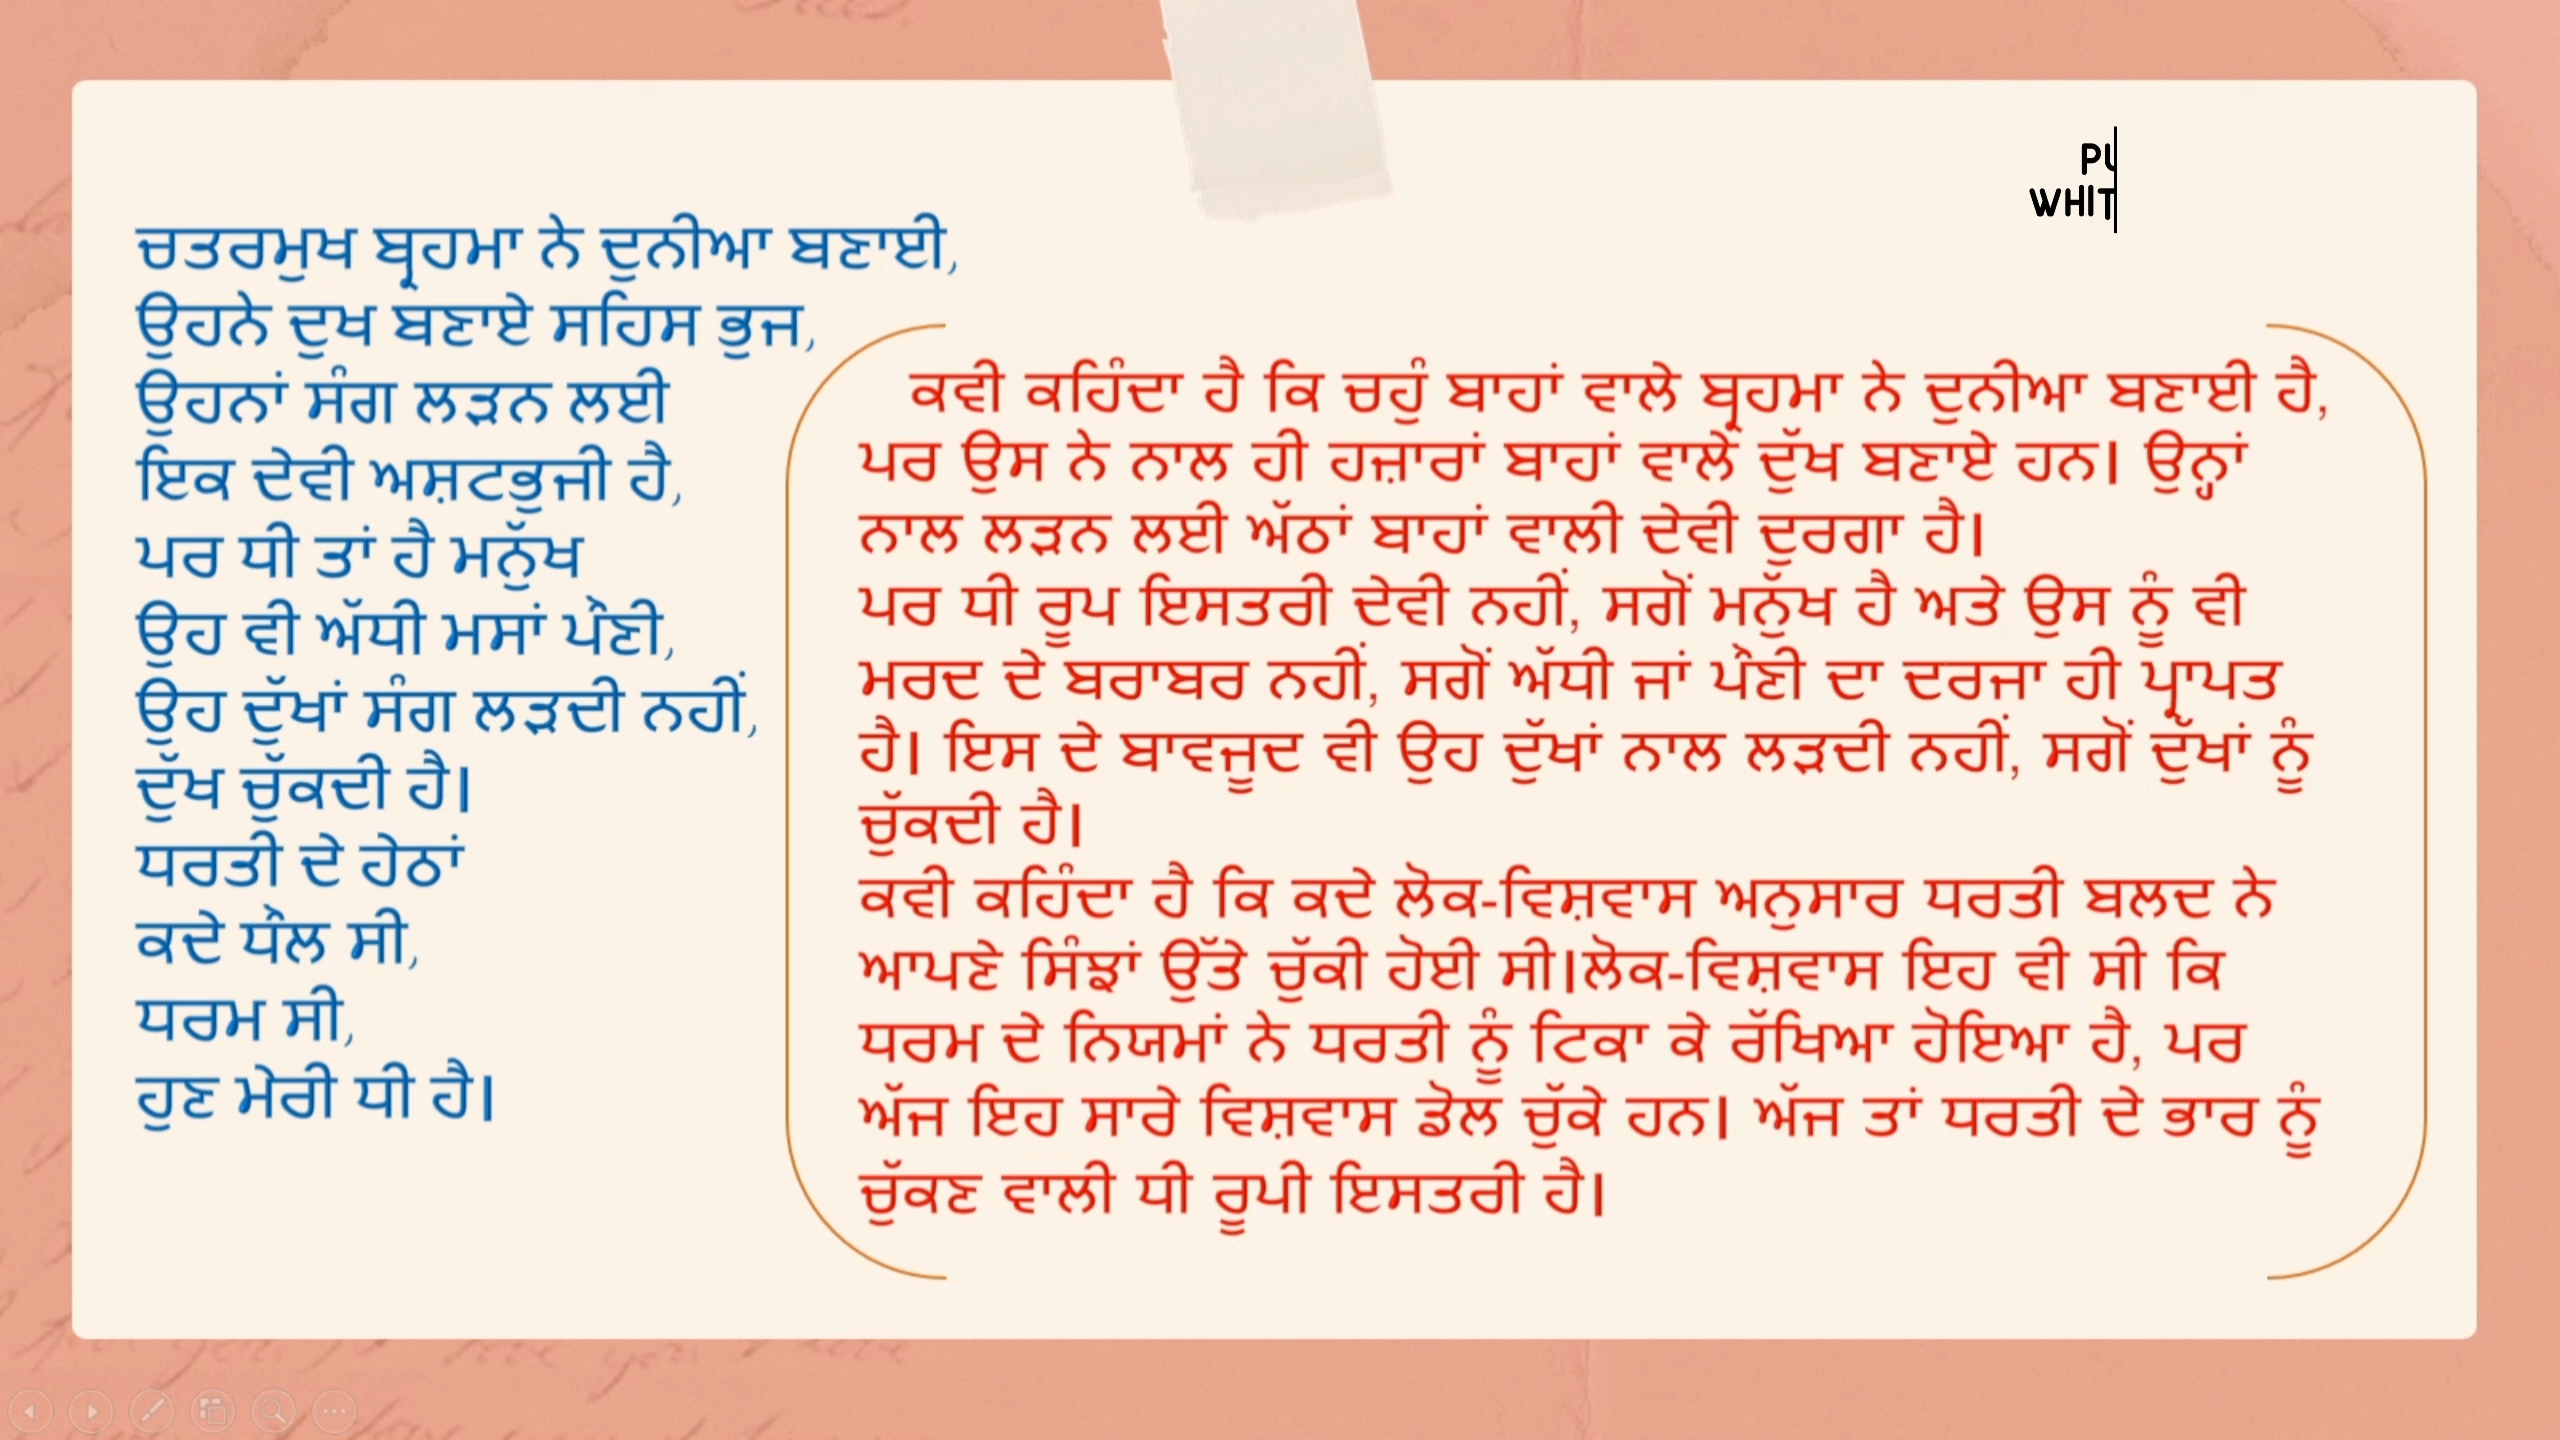 ਚਤਰਮੁਖ ਬ੍ਰਹਮਾ ਨੇ ਦੁਨੀਆ ਬਣਾਈ,
ਉਹਨੇ ਦੁਖ ਬਣਾਏ ਸਹਿਸ ਭੁਜ,
ਉਹਨਾਂ ਸੰਗ ਲੜਨ ਲਈ
ਇਕ ਦੇਵੀ ਅਸ਼ਟਭੁਜੀ ਹੈ,
ਪਰ ਧੀ ਤਾਂ ਹੈ ਮਨੁੱਖ
ਉਹ ਵੀ ਅੱਧੀ ਮਸਾਂ ਪੌਣੀ,
ਉਹ ਦੁੱਖਾਂ ਸੰਗ ਲੜਦੀ ਨਹੀਂ,
ਦੁੱਖ ਚੁੱਕਦੀ ਹੈ।
ਧਰਤੀ ਦੇ ਹੇਠਾਂ
ਕਦੇ ਧੌਲ ਸੀ,
ਧਰਮ ਸੀ,
ਹੁਣ ਮੇਰੀ ਧੀ ਹੈ।
PU
WHIT
ਕਵੀ ਕਹਿੰਦਾ ਹੈ ਕਿ ਚਹੁੰ ਬਾਹਾਂ ਵਾਲੇ ਬ੍ਰਹਮਾ ਨੇ ਦੁਨੀਆ ਬਣਾਈ ਹੈ,
ਪਰ ਉਸ ਨੇ ਨਾਲ ਹੀ ਹਜ਼ਾਰਾਂ ਬਾਹਾਂ ਵਾਲੇ ਦੁੱਖ ਬਣਾਏ ਹਨ। ਉਨ੍ਹਾਂ
ਨਾਲ ਲੜਨ ਲਈ ਅੱਠਾਂ ਬਾਹਾਂ ਵਾਲੀ ਦੇਵੀ ਦੁਰਗਾ ਹੈ।
ਪਰ ਧੀ ਰੂਪ ਇਸਤਰੀ ਦੇਵੀ ਨਹੀਂ, ਸਗੋਂ ਮਨੁੱਖ ਹੈ ਅਤੇ ਉਸ ਨੂੰ ਵੀ
ਮਰਦ ਦੇ ਬਰਾਬਰ ਨਹੀਂ, ਸਗੋਂ ਅੱਧੀ ਜਾਂ ਪੌਣੀ ਦਾ ਦਰਜਾ ਹੀ ਪ੍ਰਾਪਤ
ਹੈ। ਇਸ ਦੇ ਬਾਵਜੂਦ ਵੀ ਉਹ ਦੁੱਖਾਂ ਨਾਲ ਲੜਦੀ ਨਹੀਂ, ਸਗੋਂ ਦੁੱਖਾਂ ਨੂੰ
ਚੁੱਕਦੀ ਹੈ।
ਕਵੀ ਕਹਿੰਦਾ ਹੈ ਕਿ ਕਦੇ ਲੋਕ-ਵਿਸ਼ਵਾਸ ਅਨੁਸਾਰ ਧਰਤੀ ਬਲਦ ਨੇ
ਆਪਣੇ ਸਿੰਙਾਂ ਉੱਤੇ ਚੁੱਕੀ ਹੋਈ ਸੀ।ਲੋਕ-ਵਿਸ਼ਵਾਸ ਇਹ ਵੀ ਸੀ ਕਿ
ਧਰਮ ਦੇ ਨਿਯਮਾਂ ਨੇ ਧਰਤੀ ਨੂੰ ਟਿਕਾ ਕੇ ਰੱਖਿਆ ਹੋਇਆ ਹੈ, ਪਰ
ਅੱਜ ਇਹ ਸਾਰੇ ਵਿਸ਼ਵਾਸ ਡੋਲ ਚੁੱਕੇ ਹਨ। ਅੱਜ ਤਾਂ ਧਰਤੀ ਦੇ ਭਾਰ ਨੂੰ
ਚੁੱਕਣ ਵਾਲੀ ਧੀ ਰੂਪੀ ਇਸਤਰੀ ਹੈ।